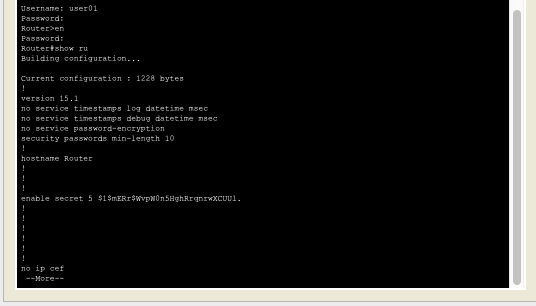 Username: user01
Password:
Router>en
Password:
Router#show ru
Building configuration...
Current configuration : 1228 bytes
!
version 15.1
no service timestamps log datetime msec
no service timestamps debug datetime msec
no service password-encryption
security passwords min-length 10
!
hostname Router
!
!
!
enable secret 5 $1$mERr$WvpW0n5HghRrqnzwXCUUl.
!
!
!
!
!
!
no ip cef
--More--